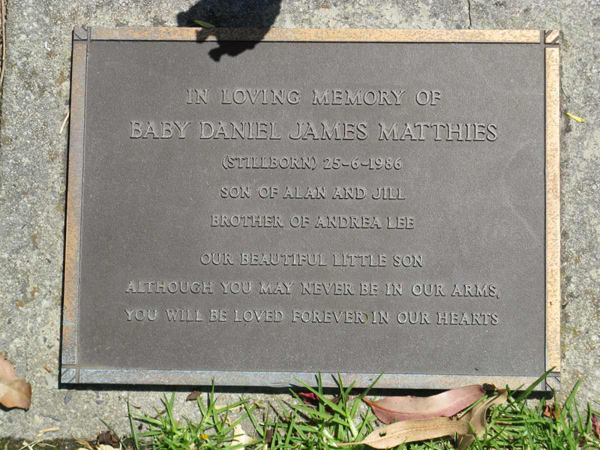 IN LOVING MEMORY OF
BABY DANIEL JAMES MATTHIES
(STILLBORN) 25-6-1986
SON OF ALAN AND JILL
BROTHER OF ANDREA LEE
OUR BEAUTIFUL LITTLE SON
ALTHOUGH YOU MAY NEVER BE IN OUR ARMS,
YOU WILL BE LOVED FOREVER IN OUR HEARTS